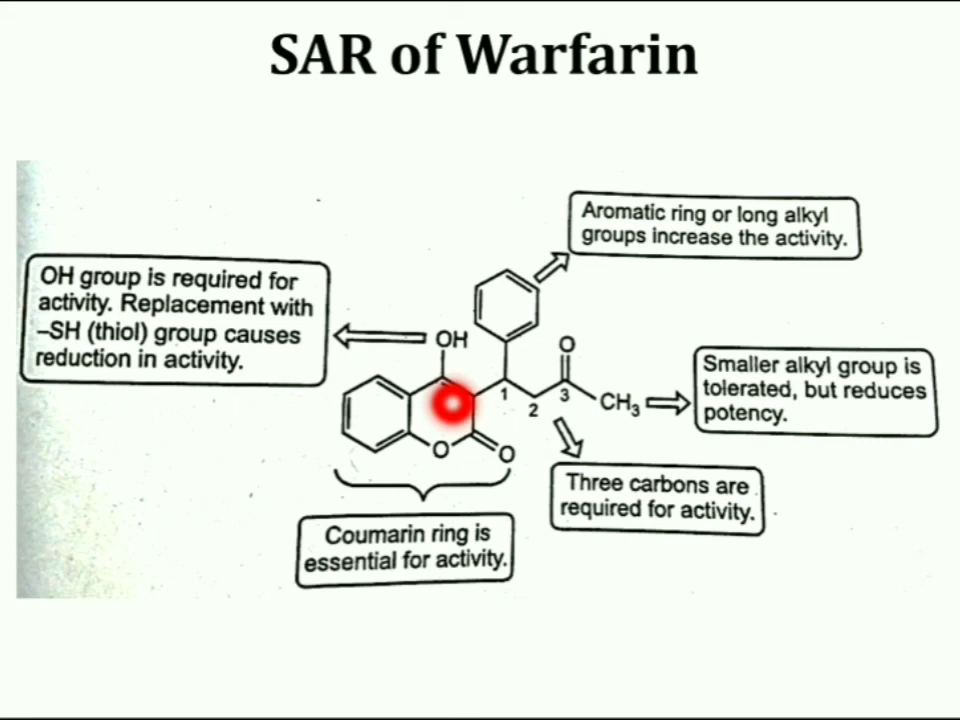 SAR of Warfarin
Aromatic ring or long alkyl
groups increase the activity.
OH group is required for
activity. Replacement with
–SH (thiol) group causes
reduction in activity.
OH
O
1
2
3
CH₃
Smaller alkyl group is
tolerated, but reduces
potency.
O
O
Three carbons are
required for activity.
Coumarin ring is
essential for activity.